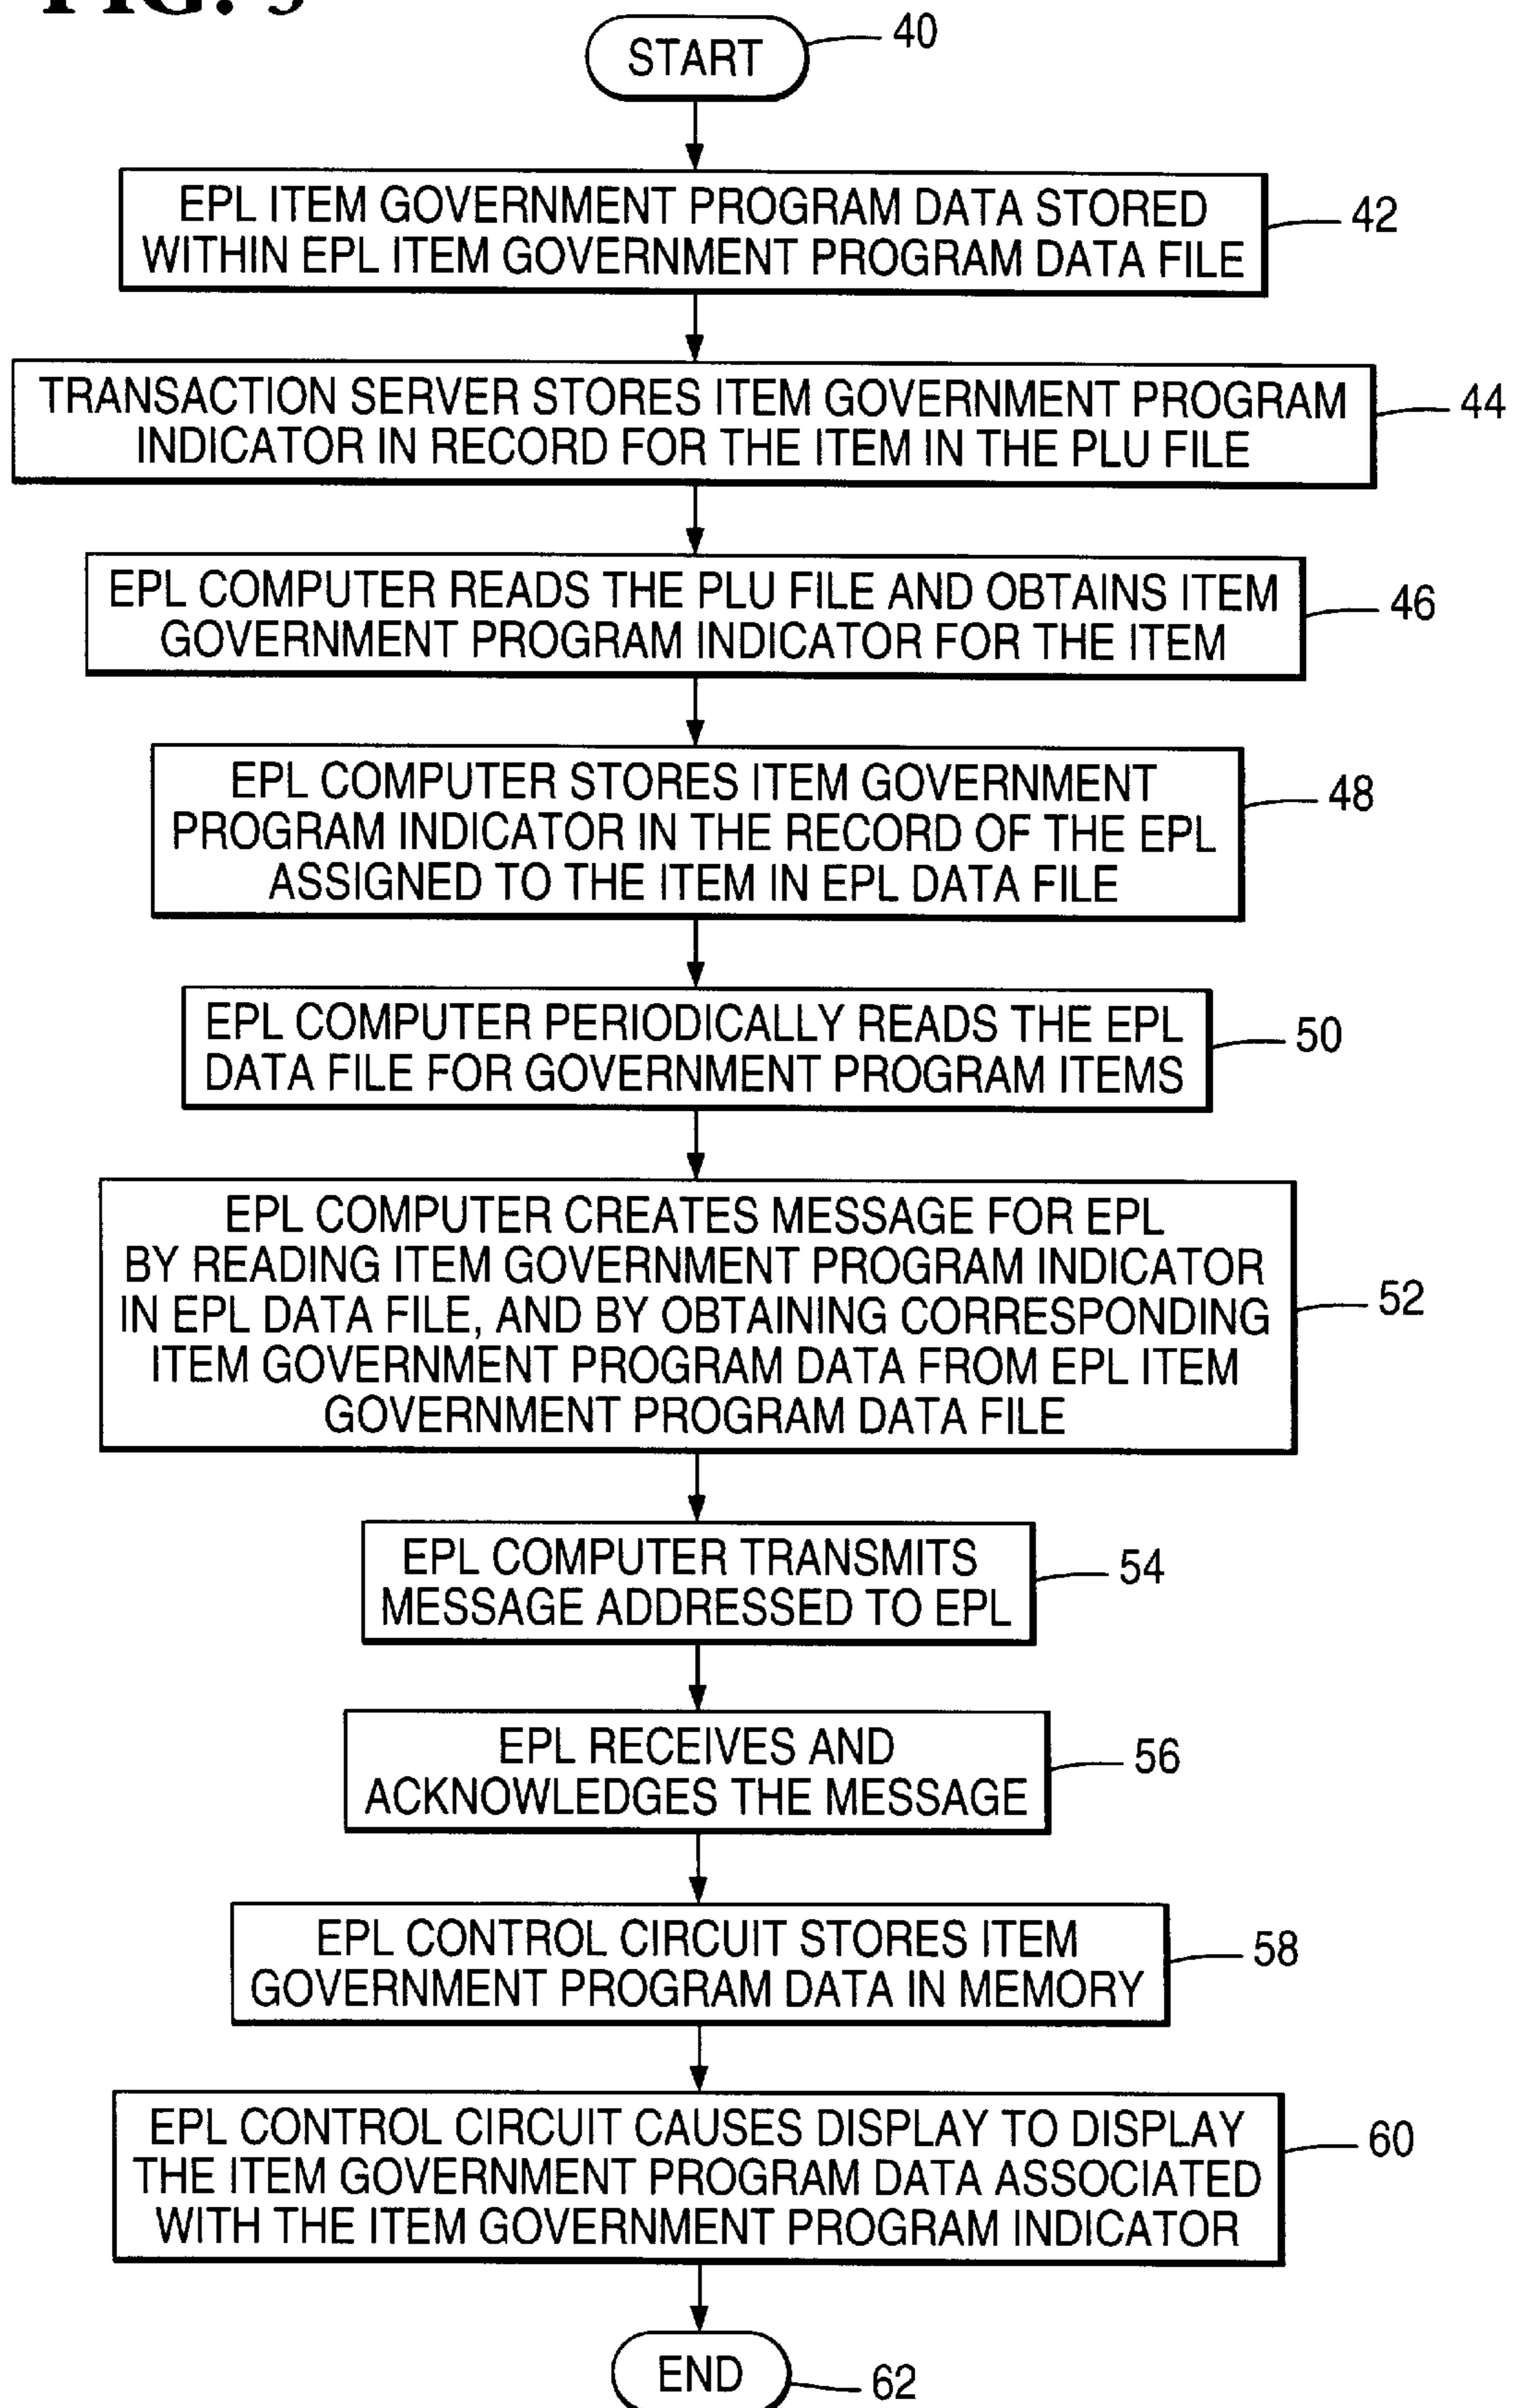 START
40
EPL ITEM GOVERNMENT PROGRAM DATA STORED
WITHIN EPL ITEM GOVERNMENT PROGRAM DATA FILE
42
TRANSACTION SERVER STORES ITEM GOVERNMENT PROGRAM
INDICATOR IN RECORD FOR THE ITEM IN THE PLU FILE
44
EPL COMPUTER READS THE PLU FILE AND OBTAINS ITEM
GOVERNMENT PROGRAM INDICATOR FOR THE ITEM
46
EPL COMPUTER STORES ITEM GOVERNMENT
PROGRAM INDICATOR IN THE RECORD OF THE EPL
ASSIGNED TO THE ITEM IN EPL DATA FILE
48
EPL COMPUTER PERIODICALLY READS THE EPL
DATA FILE FOR GOVERNMENT PROGRAM ITEMS
50
EPL COMPUTER CREATES MESSAGE FOR EPL
BY READING ITEM GOVERNMENT PROGRAM INDICATOR
IN EPL DATA FILE, AND BY OBTAINING CORRESPONDING
ITEM GOVERNMENT PROGRAM DATA FROM EPL ITEM
GOVERNMENT PROGRAM DATA FILE
52
EPL COMPUTER TRANSMITS
MESSAGE ADDRESSED TO EPL
54
EPL RECEIVES AND
ACKNOWLEDGES THE MESSAGE
56
EPL CONTROL CIRCUIT STORES ITEM
GOVERNMENT PROGRAM DATA IN MEMORY
58
EPL CONTROL CIRCUIT CAUSES DISPLAY TO DISPLAY
THE ITEM GOVERNMENT PROGRAM DATA ASSOCIATED
WITH THE ITEM GOVERNMENT PROGRAM INDICATOR
60
END
62